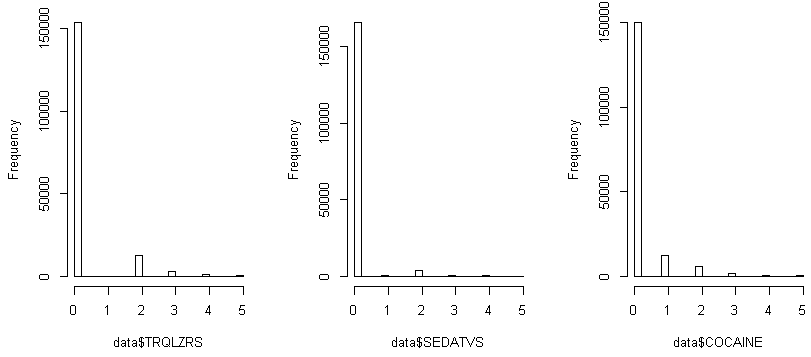 150000
100000
50000
0
Frequency
0 1 2 3 4 5
data$TRQLZRS
150000
100000
50000
0
Frequency
0 1 2 3 4 5
data$SEDATVS
150000
100000
50000
0
Frequency
0 1 2 3 4 5
data$COCAINE